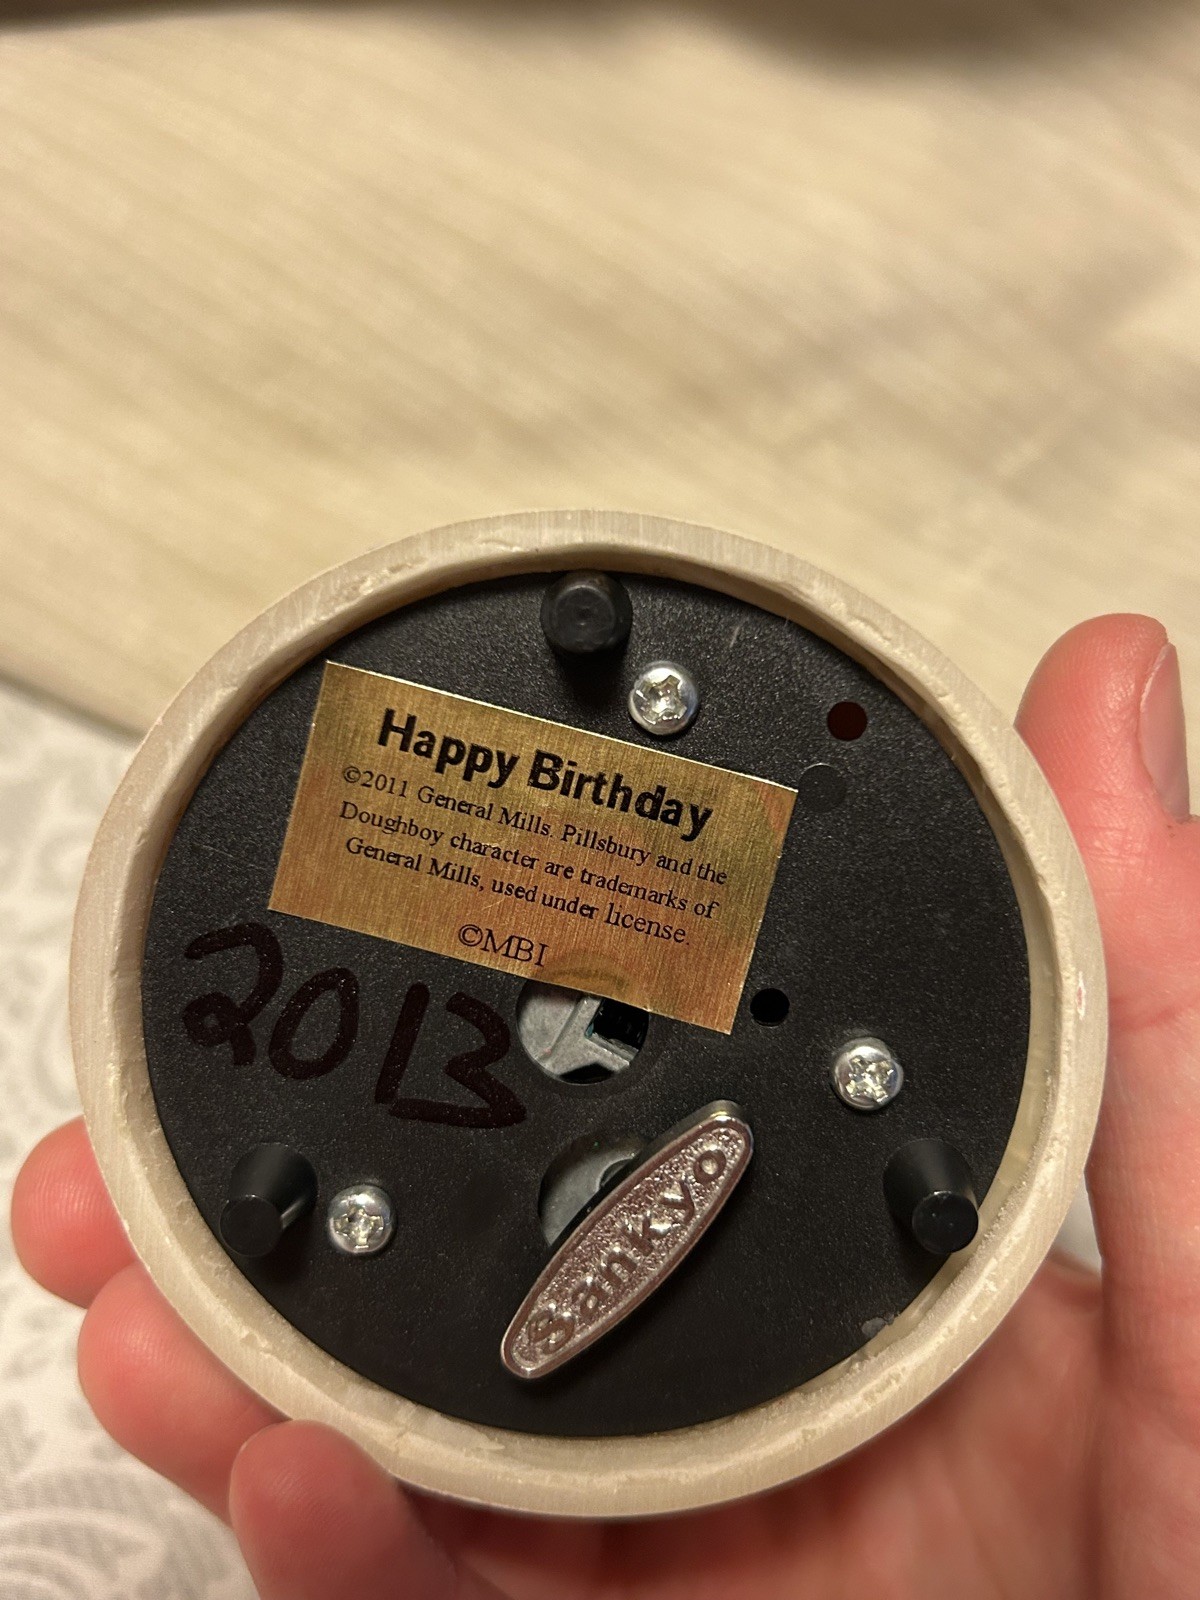 Happy Birthday
©2011 General Mills. Pillsbury and the
Doughboy character are trademarks of
General Mills, used under license.
©MBI
2013
Sankyo